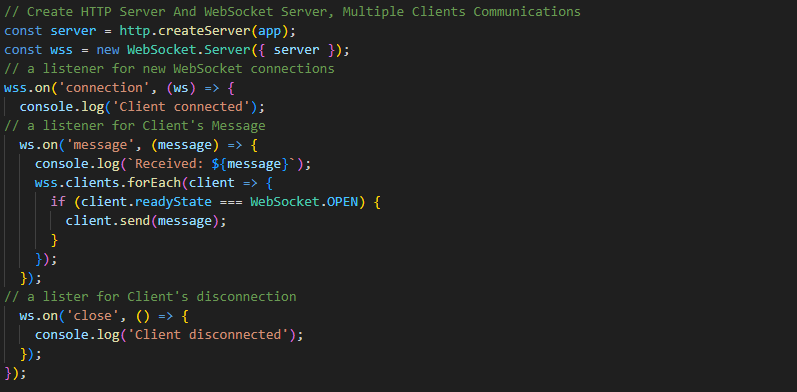 // Create HTTP Server And WebSocket Server, Multiple Clients Communications
const server = http.createServer(app);
const wss = new WebSocket.Server({ server });
// a listener for new WebSocket connections
wss.on('connection', (ws) => {
  console.log('Client connected');
// a listener for Client's Message
  ws.on('message', (message) => {
    console.log(`Received: ${message}`);
    wss.clients.forEach(client => {
      if (client.readyState === WebSocket.OPEN) {
        client.send(message);
      }
    });
  });
// a lister for Client's disconnection
  ws.on('close', () => {
    console.log('Client disconnected');
  });
});